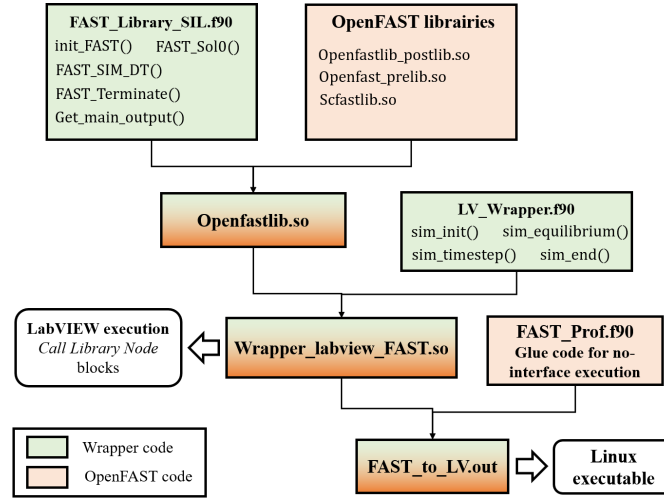 FAST_Library_SIL.f90
init_FAST() FAST_Sol0()
FAST_SIM_DT()
FAST_Terminate()
Get_main_output()
OpenFAST librairies
Openfastlib_postlib.so
Openfast_prelib.so
Scfastlib.so
Openfastlib.so
LV_Wrapper.f90
sim_init() sim_equilibrium()
sim_timestep() sim_end()
LabVIEW execution
Call Library Node
blocks
Wrapper_labview_FAST.so
FAST_Prof.f90
Glue code for no-
interface execution
Wrapper code
OpenFAST code
FAST_to_LV.out
Linux
executable